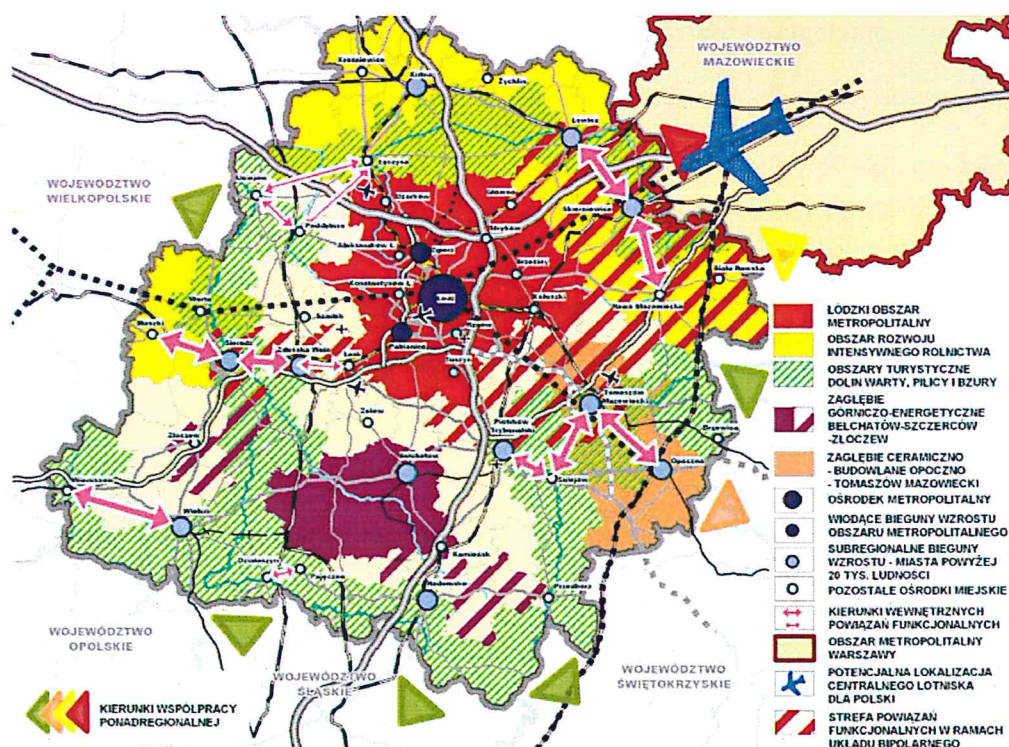 WOJEWÓDZTWO
MAZOWIECKIE
Krośniewice
Kutno
Żychlin
Łowicz
Łęczyca
Uniejów
WOJEWÓDZTWO
WIELKOPOLSKIE
Ozorków
Głowno
Skierniewice
Poddębice
Stryków
Aleksandrów Ł.
Zgierz
Brzeziny
Biała Rawska
Konstantynów Ł.
Łódź
Koluszki
Rawa Mazowiecka
Warta
Szadek
Błaszki
Sieradz
Zduńska Wola
Łask
Pabianice
Rzgów
Tuszyn
Tomaszów
Mazowiecki
Złoczew
Zelów
Piotrków
Trybunalski
Drzewica
Bełchatów
Opoczno
Sulejów
Wieruszów
Wieluń
Kamieńsk
Działoszyn
Pajęczno
Radomsko
Przedbórz
WOJEWÓDZTWO
OPOLSKIE
WOJEWÓDZTWO
ŚLĄSKIE
WOJEWÓDZTWO
ŚWIĘTOKRZYSKIE
KIERUNKI WSPÓŁPRACY
PONADREGIONALNEJ
ŁÓDZKI OBSZAR
METROPOLITALNY
OBSZAR ROZWOJU
INTENSYWNEGO ROLNICTWA
OBSZARY TURYSTYCZNE
DOLIN WARTY, PILICY I BZURY
ZAGŁĘBIE
GÓRNICZO-ENERGETYCZNE
BEŁCHATÓW-SZCZERCÓW
-ZŁOCZEW
ZAGŁĘBIE CERAMICZNO
- BUDOWLANE OPOCZNO
- TOMASZÓW MAZOWIECKI
OŚRODEK METROPOLITALNY
WIODĄCE BIEGUNY WZROSTU
OBSZARU METROPOLITALNEGO
SUBREGIONALNE BIEGUNY
WZROSTU - MIASTA POWYŻEJ
20 TYS. LUDNOŚCI
POZOSTAŁE OŚRODKI MIEJSKIE
KIERUNKI WEWNĘTRZNYCH
POWIĄZAŃ FUNKCJONALNYCH
OBSZAR METROPOLITALNY
WARSZAWY
POTENCJALNA LOKALIZACJA
CENTRALNEGO LOTNISKA
DLA POLSKI
STREFA POWIĄZAŃ
FUNKCJONALNYCH W RAMACH
UKŁADU BIPOLARNEGO